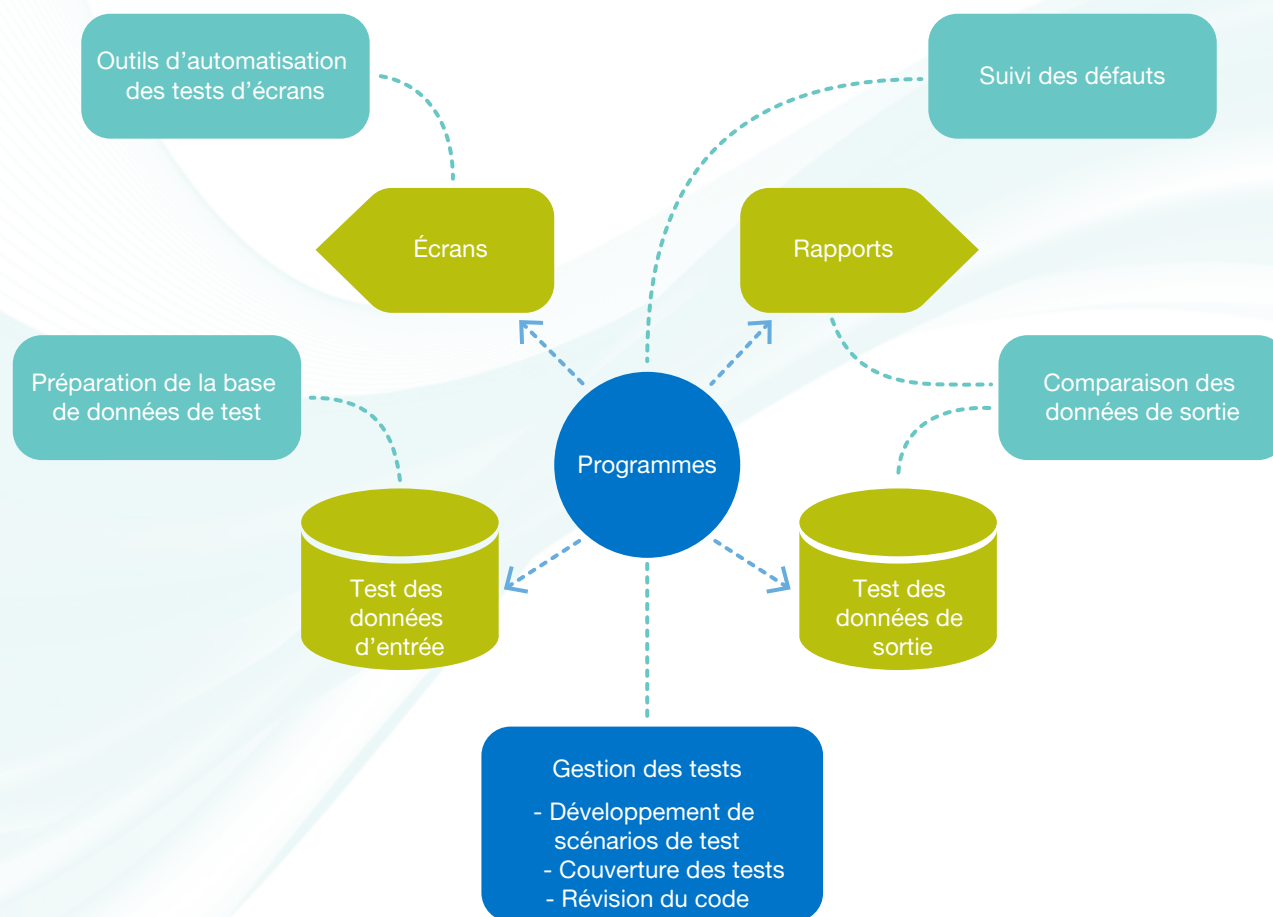 Outils d’automatisation
des tests d’écrans
Suivi des défauts
Écrans
Rapports
Préparation de la base
de données de test
Comparaison des
données de sortie
Programmes
Test des
données
d’entrée
Test des
données de
sortie
Gestion des tests
- Développement de
scénarios de test
- Couverture des tests
- Révision du code